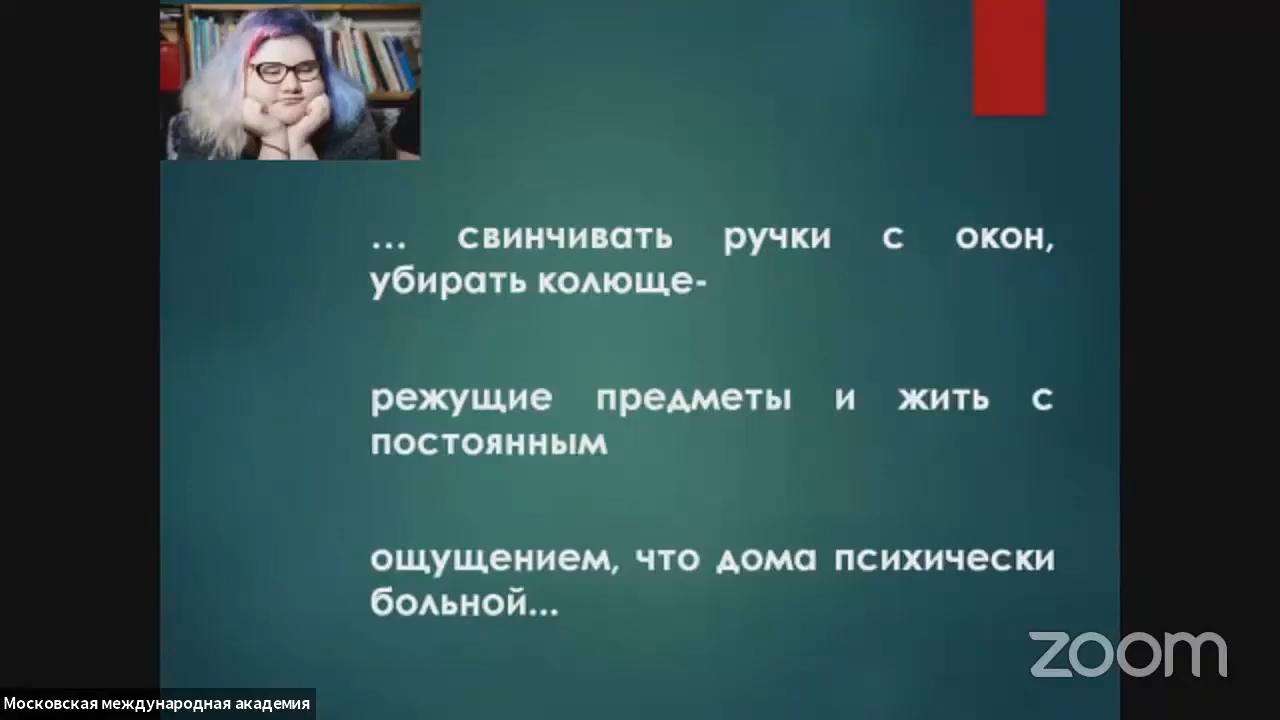 … свинчивать ручки с окон,
убирать колюще-
режущие предметы и жить с
постоянным
ощущением, что дома психически
больной...
zoom
Московская международная академия